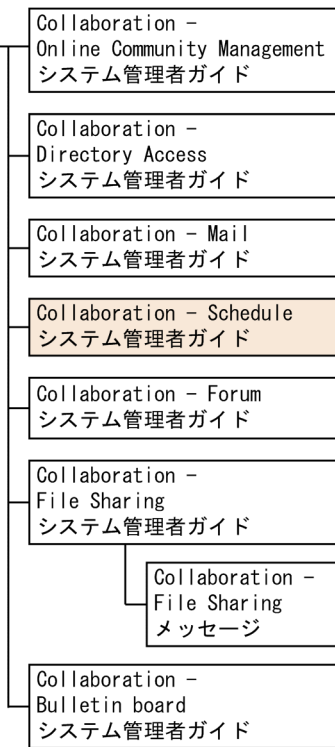 Collaboration －
Online Community Management
システム管理者ガイド
Collaboration －
Directory Access
システム管理者ガイド
Collaboration － Mail
システム管理者ガイド
Collaboration － Schedule
システム管理者ガイド
Collaboration － Forum
システム管理者ガイド
Collaboration －
File Sharing
システム管理者ガイド
Collaboration －
File Sharing
メッセージ
Collaboration －
Bulletin board
システム管理者ガイド